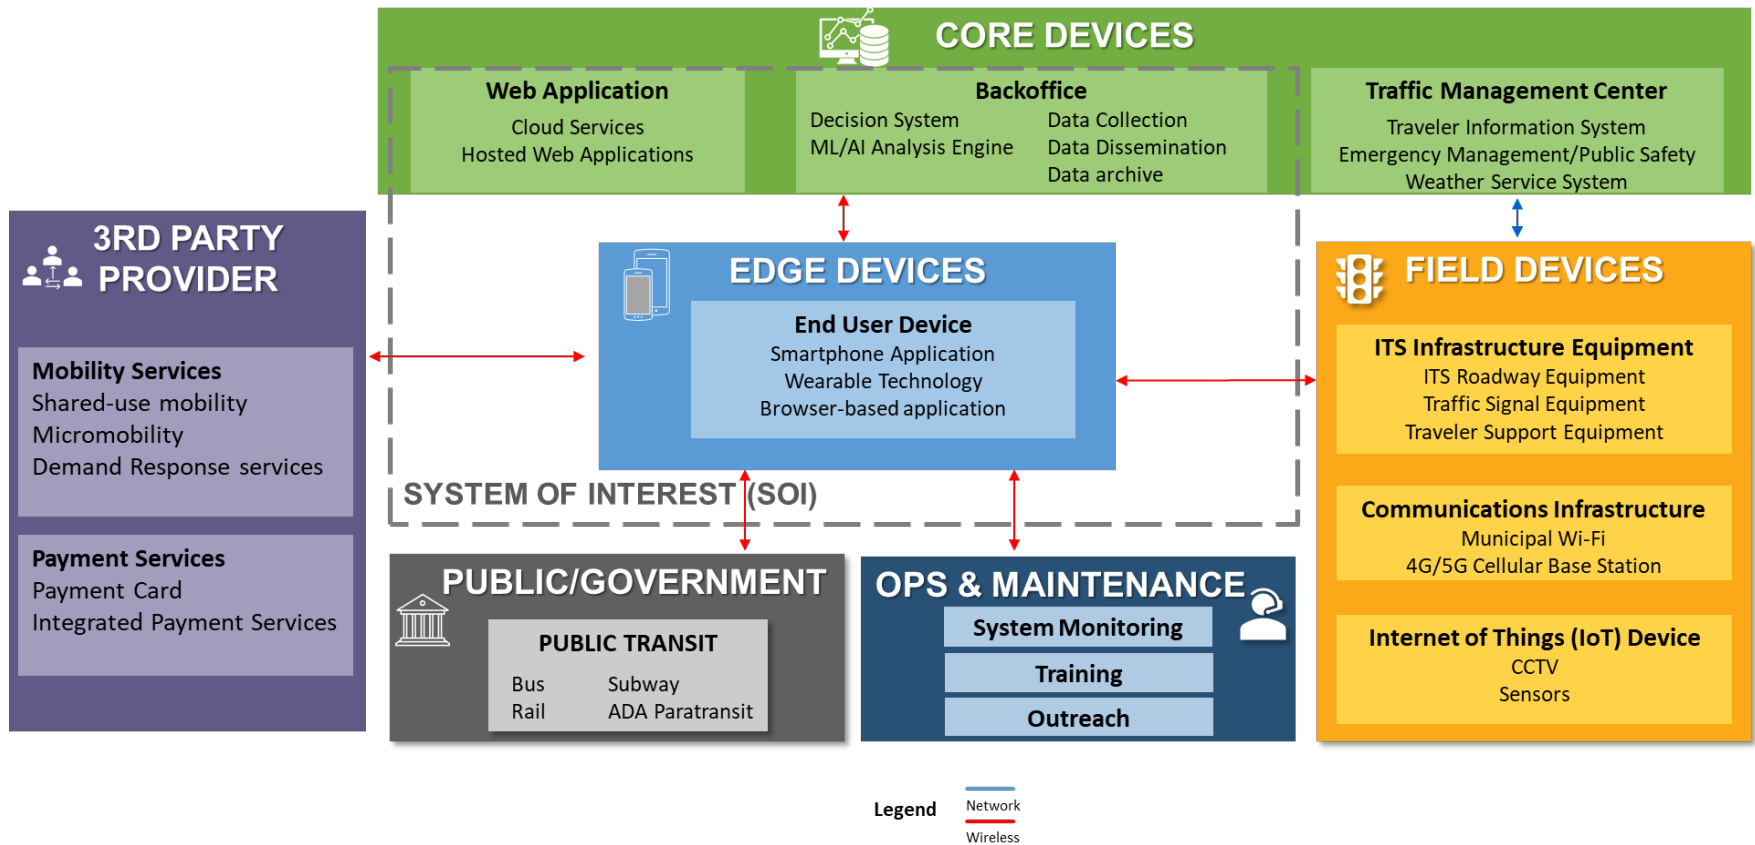 CORE DEVICES
Web Application
Cloud Services
Hosted Web Applications
Backoffice
Decision System
ML/AI Analysis Engine
Data Collection
Data Dissemination
Data archive
Traffic Management Center
Traveler Information System
Emergency Management/Public Safety
Weather Service System
3RD PARTY
PROVIDER
Mobility Services
Shared-use mobility
Micromobility
Demand Response services
Payment Services
Payment Card
Integrated Payment Services
EDGE DEVICES
End User Device
Smartphone Application
Wearable Technology
Browser-based application
SYSTEM OF INTEREST (SOI)
FIELD DEVICES
ITS Infrastructure Equipment
ITS Roadway Equipment
Traffic Signal Equipment
Traveler Support Equipment
Communications Infrastructure
Municipal Wi-Fi
4G/5G Cellular Base Station
Internet of Things (IoT) Device
CCTV
Sensors
PUBLIC/GOVERNMENT
PUBLIC TRANSIT
Bus
Rail
Subway
ADA Paratransit
OPS & MAINTENANCE
System Monitoring
Training
Outreach
Legend
Network
Wireless